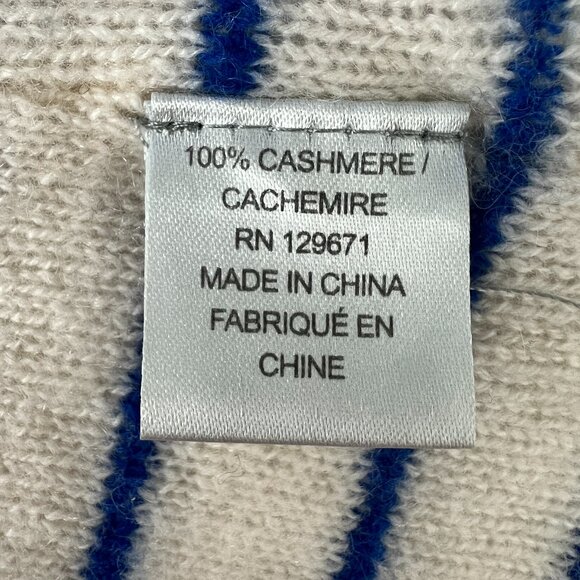 100% CASHMERE /
CACHEMIRE
RN 129671
MADE IN CHINA
FABRIQUÉ EN
CHINE